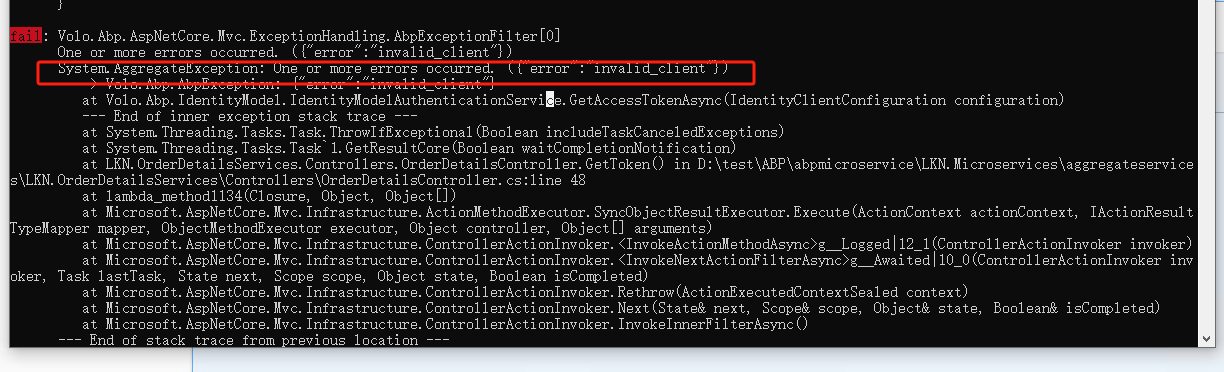 }
fail: Volo.Abp.AspNetCore.Mvc.ExceptionHandling.AbpExceptionFilter[0]
One or more errors occurred. ({"error":"invalid_client"})
System.AggregateException: One or more errors occurred. ({"error":"invalid_client"})
> Volo.Abp.AbpException: {"error":"invalid_client"}
at Volo.Abp.IdentityModel.IdentityModelAuthenticationService.GetAccessTokenAsync(IdentityClientConfiguration configuration)
--- End of inner exception stack trace ---
at System.Threading.Tasks.Task.ThrowIfExceptional(Boolean includeTaskCanceledExceptions)
at System.Threading.Tasks.Task`1.GetResultCore(Boolean waitCompletionNotification)
at LKN.OrderDetailsServices.Controllers.OrderDetailsController.GetToken() in D:\test\ABP\abpmicroservice\LKN.Microservices\aggregateservice
s\LKN.OrderDetailsServices\Controllers\OrderDetailsController.cs:line 48
at lambda_method1134(Closure, Object, Object[])
at Microsoft.AspNetCore.Mvc.Infrastructure.ActionMethodExecutor.SyncObjectResultExecutor.Execute(ActionContext actionContext, IActionResult
TypeMapper mapper, ObjectMethodExecutor executor, Object controller, Object[] arguments)
at Microsoft.AspNetCore.Mvc.Infrastructure.ControllerActionInvoker.<InvokeActionMethodAsync>g__Logged|12_1(ControllerActionInvoker invoker)
at Microsoft.AspNetCore.Mvc.Infrastructure.ControllerActionInvoker.<InvokeNextActionFilterAsync>g__Awaited|10_0(ControllerActionInvoker inv
oker, Task lastTask, State next, Scope scope, Object state, Boolean isCompleted)
at Microsoft.AspNetCore.Mvc.Infrastructure.ControllerActionInvoker.Rethrow(ActionExecutedContextSealed context)
at Microsoft.AspNetCore.Mvc.Infrastructure.ControllerActionInvoker.Next(State& next, Scope& scope, Object& state, Boolean& isCompleted)
at Microsoft.AspNetCore.Mvc.Infrastructure.ControllerActionInvoker.InvokeInnerFilterAsync()
--- End of stack trace from previous location ---